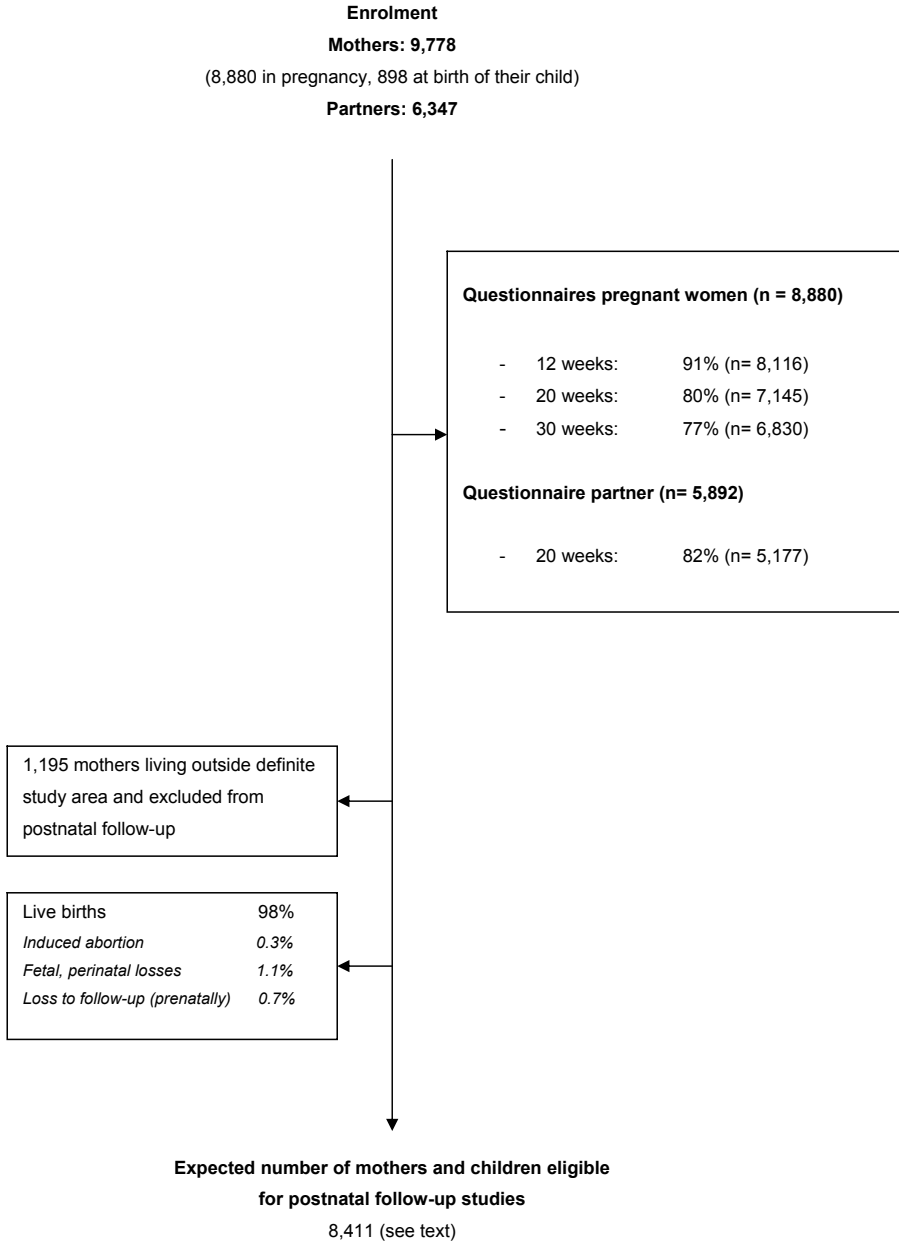 Enrolment
Mothers: 9,778
(8,880 in pregnancy, 898 at birth of their child)
Partners: 6,347
Questionnaires pregnant women (n = 8,880)
- 12 weeks: 91% (n= 8,116)
- 20 weeks: 80% (n= 7,145)
- 30 weeks: 77% (n= 6,830)
Questionnaire partner (n= 5,892)
- 20 weeks: 82% (n= 5,177)
1,195 mothers living outside definite
study area and excluded from
postnatal follow-up
Live births 98%
Induced abortion 0.3%
Fetal, perinatal losses 1.1%
Loss to follow-up (prenatally) 0.7%
Expected number of mothers and children eligible
for postnatal follow-up studies
8,411 (see text)